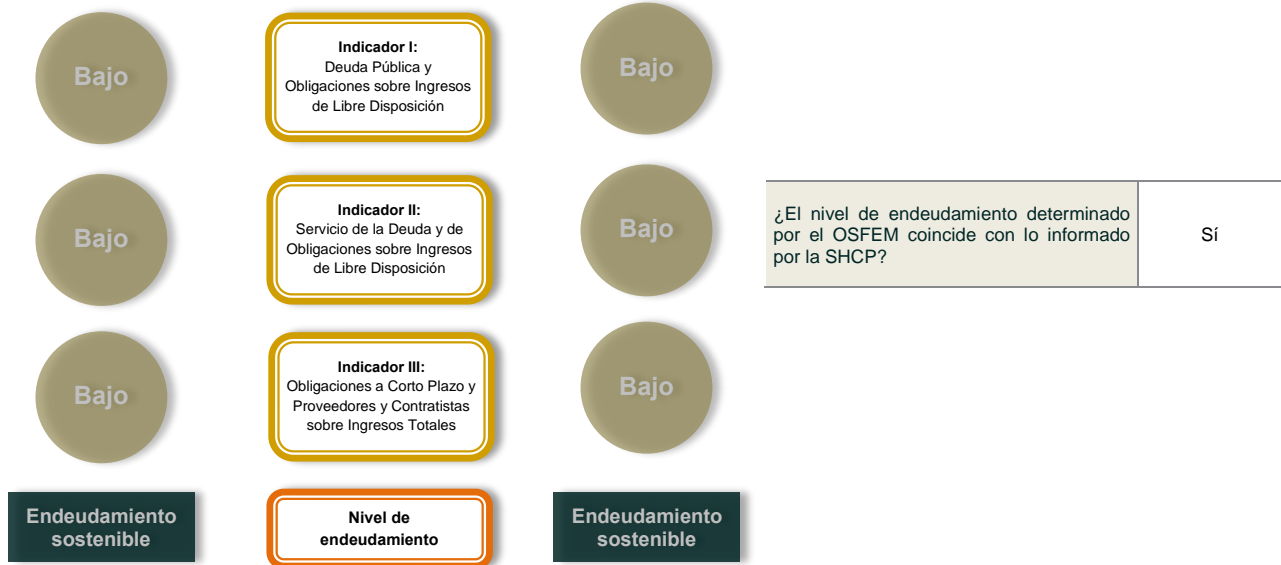 Bajo
Indicador I:
Deuda Pública y
Obligaciones sobre Ingresos
de Libre Disposición
Bajo
Bajo
Indicador II:
Servicio de la Deuda y de
Obligaciones sobre Ingresos
de Libre Disposición
Bajo
¿El nivel de endeudamiento determinado
por el OSFEM coincide con lo informado
por la SHCP?
Sí
Bajo
Indicador III:
Obligaciones a Corto Plazo y
Proveedores y Contratistas
sobre Ingresos Totales
Bajo
Endeudamiento
sostenible
Nivel de
endeudamiento
Endeudamiento
sostenible